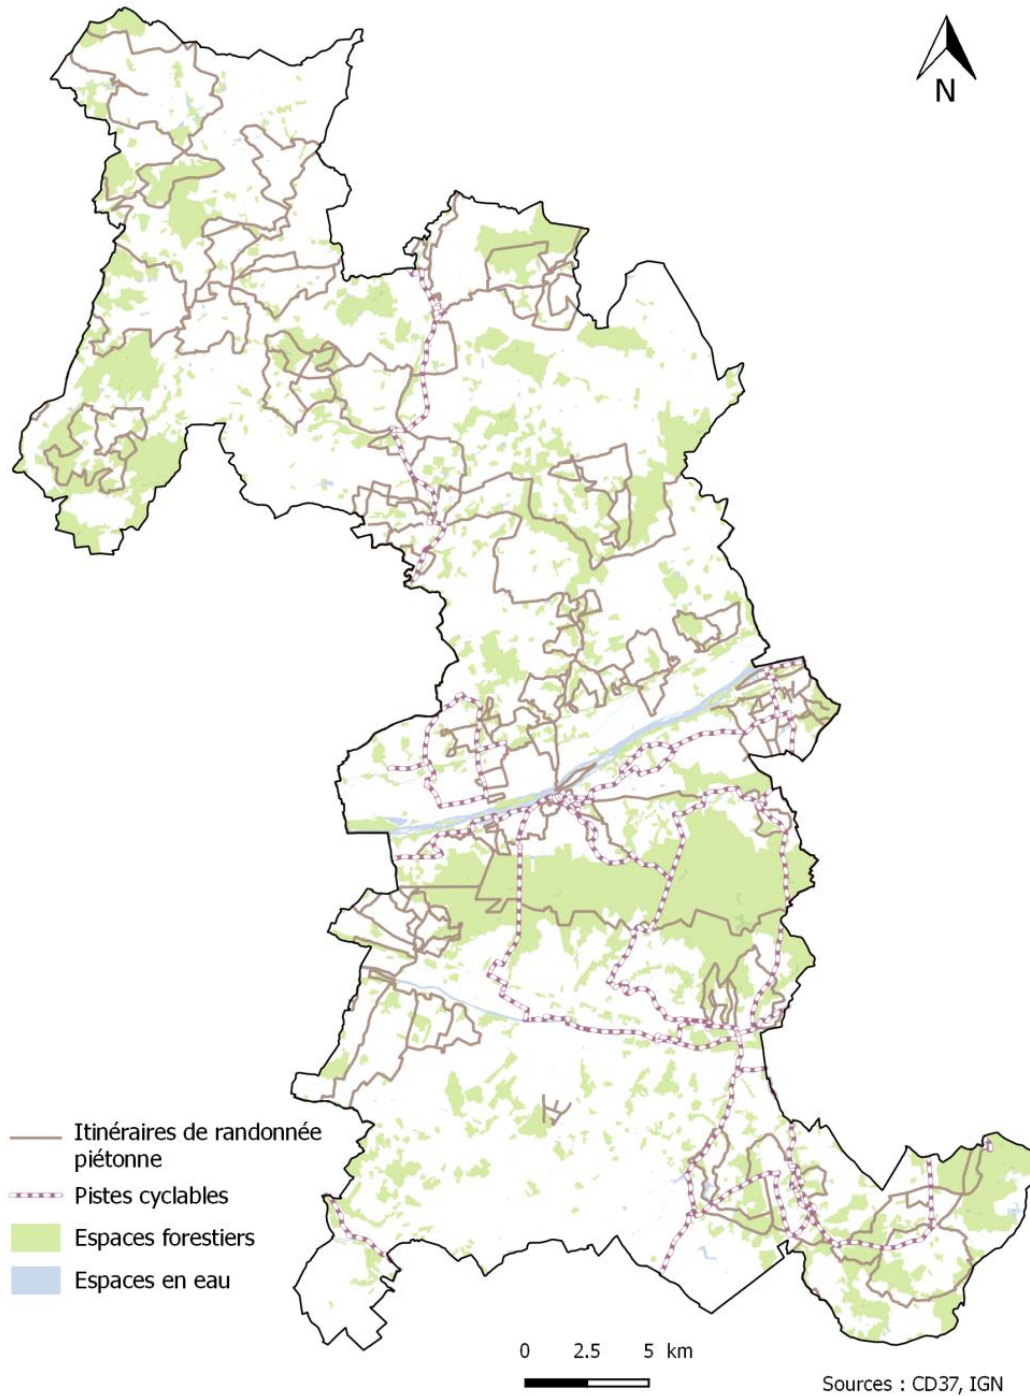 N
Itinéraires de randonnée
piétonne
Pistes cyclables
Espaces forestiers
Espaces en eau
0 2.5 5 km
Sources : CD37, IGN